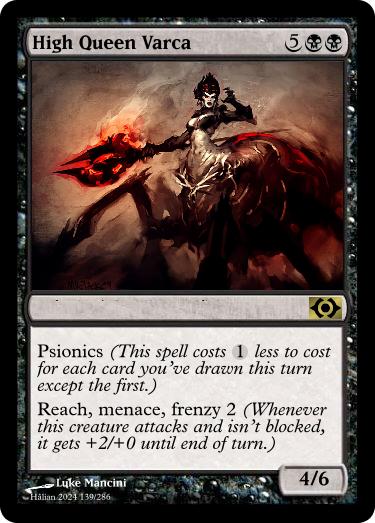 High Queen Varca 5
Psionics (This spell costs 1 less to cost
for each card you've drawn this turn
except the first.)
Reach, menace, frenzy 2 (Whenever
this creature attacks and isn't blocked,
it gets +2/+0 until end of turn.)
4/6
Luke Mancini
Hálian 2024 139/286